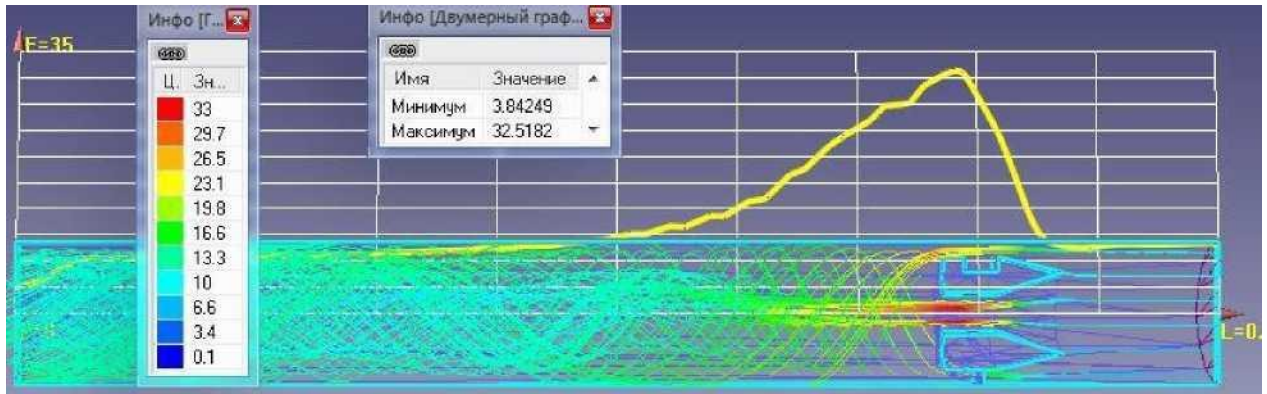 F=35
Инфо [Г...
Ц. Зн...
33
29.7
26.5
23.1
19.8
16.6
13.3
10
6.6
3.4
0.1
Инфо [Двумерный граф...
Имя Значение
Минимум 3.84249
Максимум 32.5182
L=0.